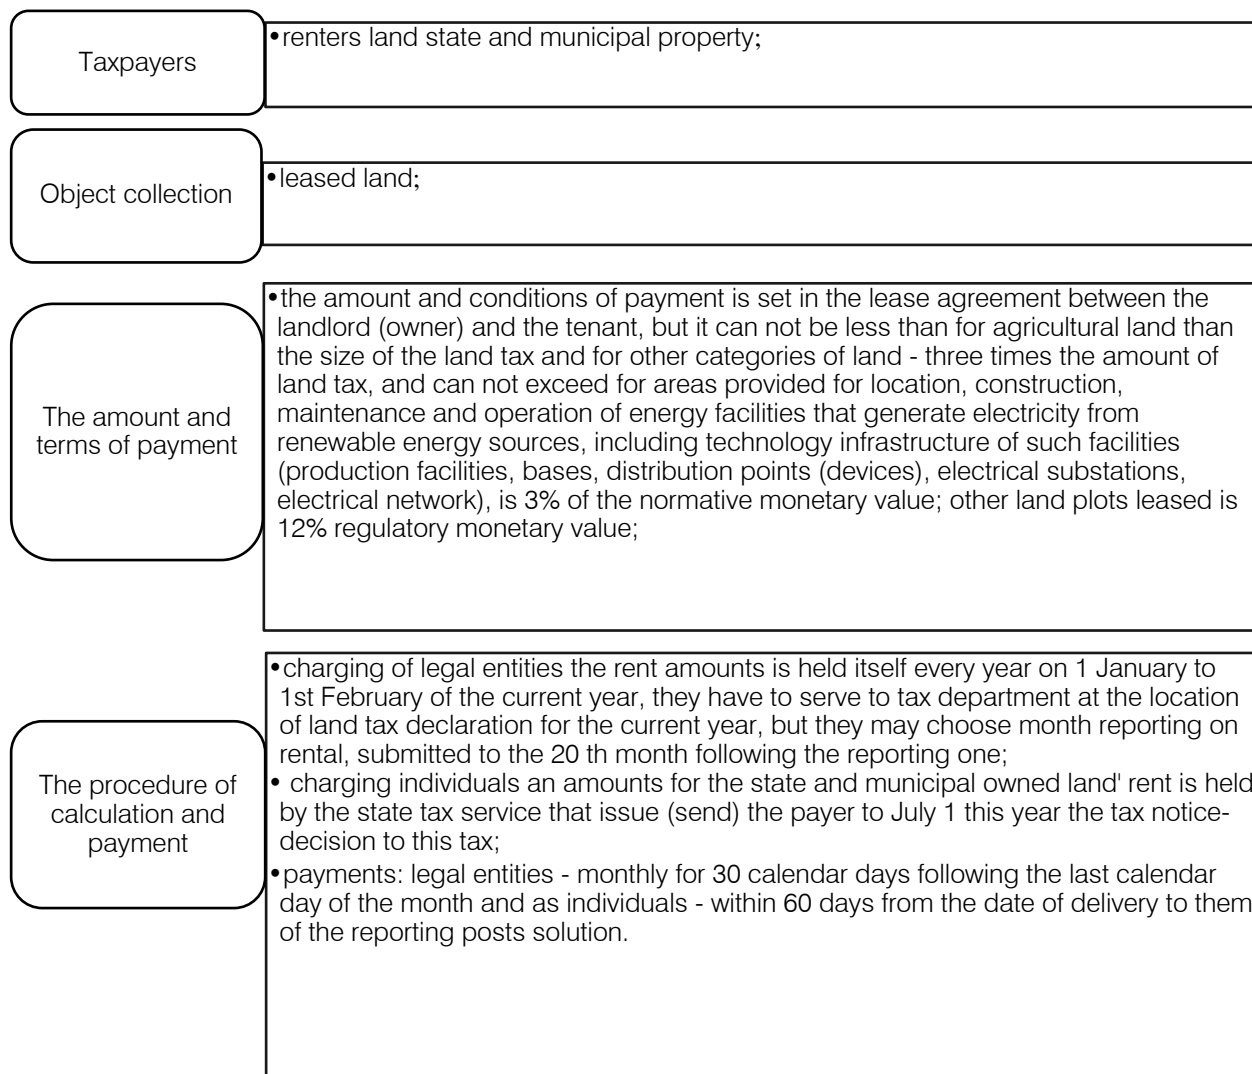 Taxpayers
•renters land state and municipal property;
Object collection
•leased land;
The amount and
terms of payment
•the amount and conditions of payment is set in the lease agreement between the
landlord (owner) and the tenant, but it can not be less than for agricultural land than
the size of the land tax and for other categories of land - three times the amount of
land tax, and can not exceed for areas provided for location, construction,
maintenance and operation of energy facilities that generate electricity from
renewable energy sources, including technology infrastructure of such facilities
(production facilities, bases, distribution points (devices), electrical substations,
electrical network), is 3% of the normative monetary value; other land plots leased is
12% regulatory monetary value;
The procedure of
calculation and
payment
•charging of legal entities the rent amounts is held itself every year on 1 January to
1st February of the current year, they have to serve to tax department at the location
of land tax declaration for the current year, but they may choose month reporting on
rental, submitted to the 20 th month following the reporting one;
• charging individuals an amounts for the state and municipal owned land' rent is held
by the state tax service that issue (send) the payer to July 1 this year the tax notice-
decision to this tax;
•payments: legal entities - monthly for 30 calendar days following the last calendar
day of the month and as individuals - within 60 days from the date of delivery to them
of the reporting posts solution.